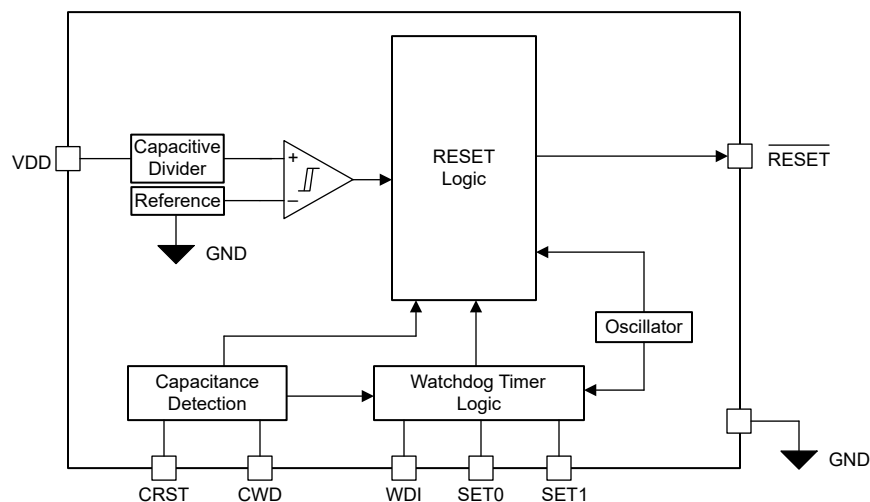 VDD
Capacitive
Divider
Reference
GND
+
−
RESET
Logic
RESET
Oscillator
Capacitance
Detection
Watchdog Timer
Logic
GND
CRST
CWD
WDI
SET0
SET1